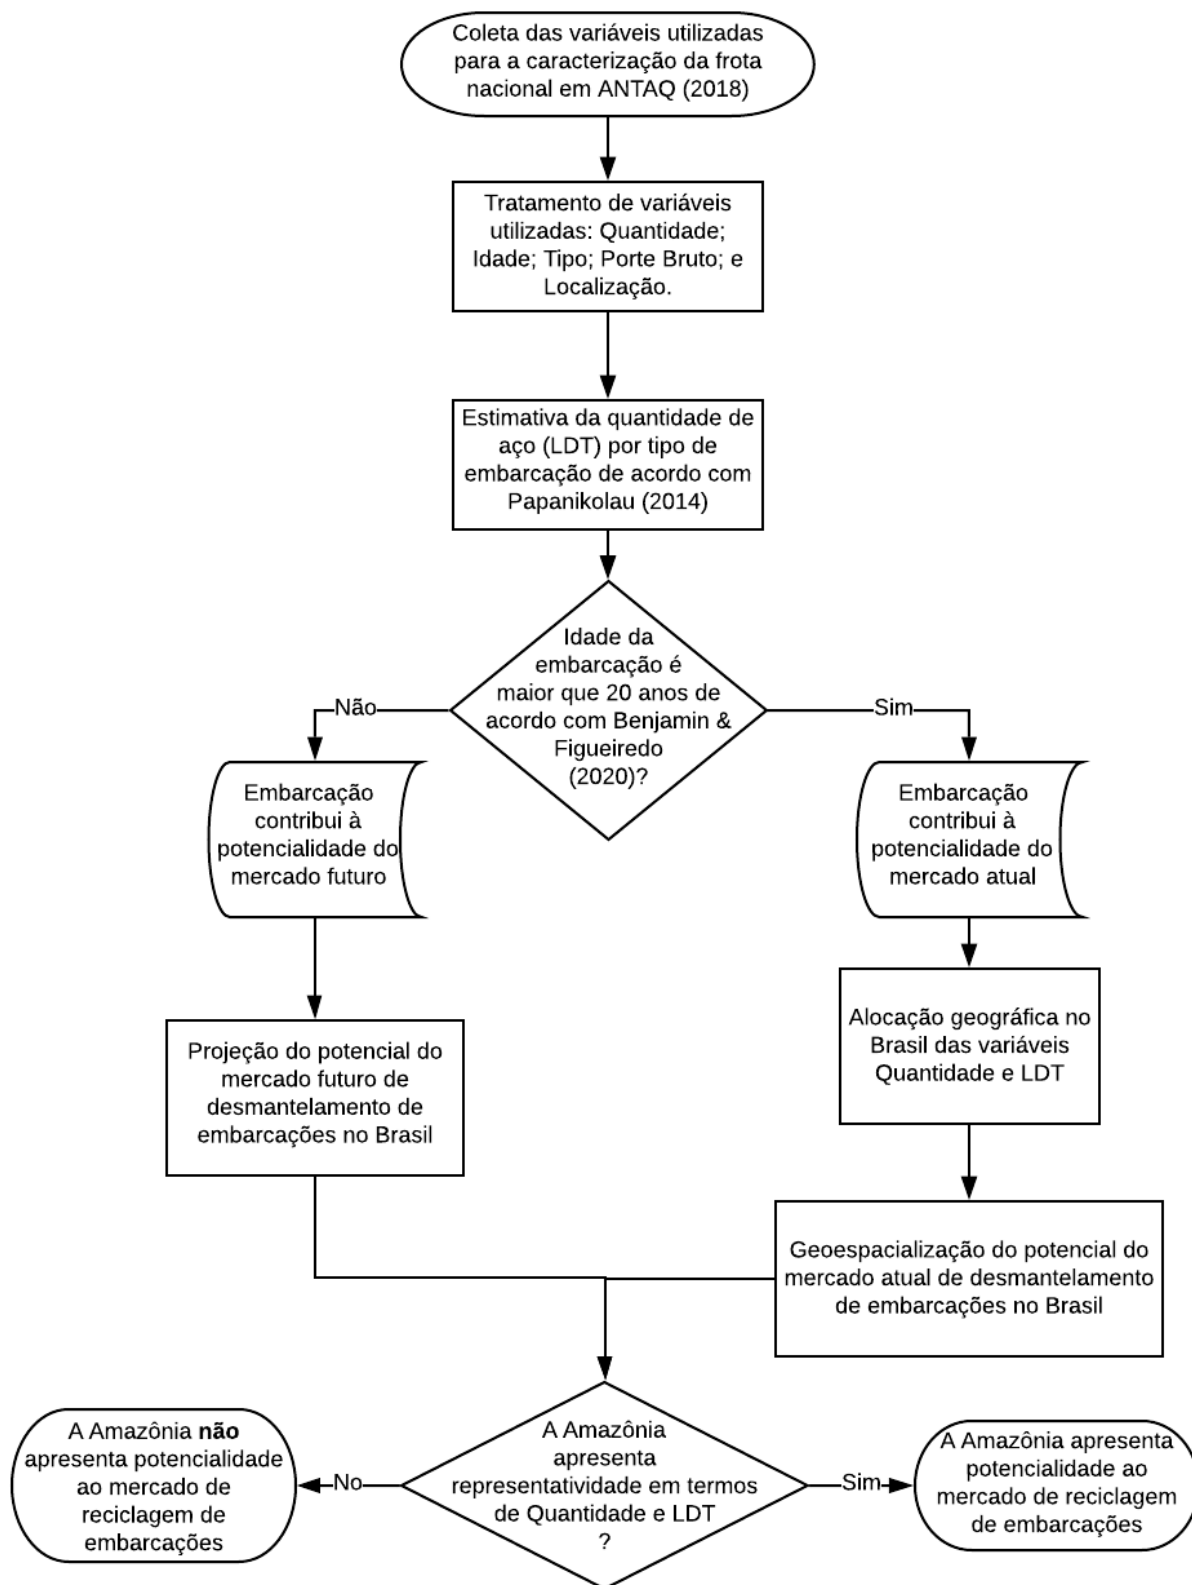 Coleta das variáveis utilizadas
para a caracterização da frota
nacional em ANTAQ (2018)
Tratamento de variáveis
utilizadas: Quantidade;
Idade; Tipo; Porte Bruto; e
Localização.
Estimativa da quantidade de
aço (LDT) por tipo de
embarcação de acordo com
Papanikolau (2014)
Idade da
embarcação é
maior que 20 anos de
acordo com Benjamin &
Figueiredo
(2020)?
Não
Sim
Embarcação
contribui à
potencialidade do
mercado futuro
Embarcação
contribui à
potencialidade do
mercado atual
Projeção do potencial do
mercado futuro de
desmantelamento de
embarcações no Brasil
Alocação geográfica no
Brasil das variáveis
Quantidade e LDT
Geoespacialização do potencial do
mercado atual de desmantelamento
de embarcações no Brasil
A Amazônia
apresenta
representatividade em termos
de Quantidade e LDT
?
No
Sim
A Amazônia não
apresenta potencialidade
ao mercado de
reciclagem de
embarcações
A Amazônia apresenta
potencialidade ao
mercado de reciclagem
de embarcações